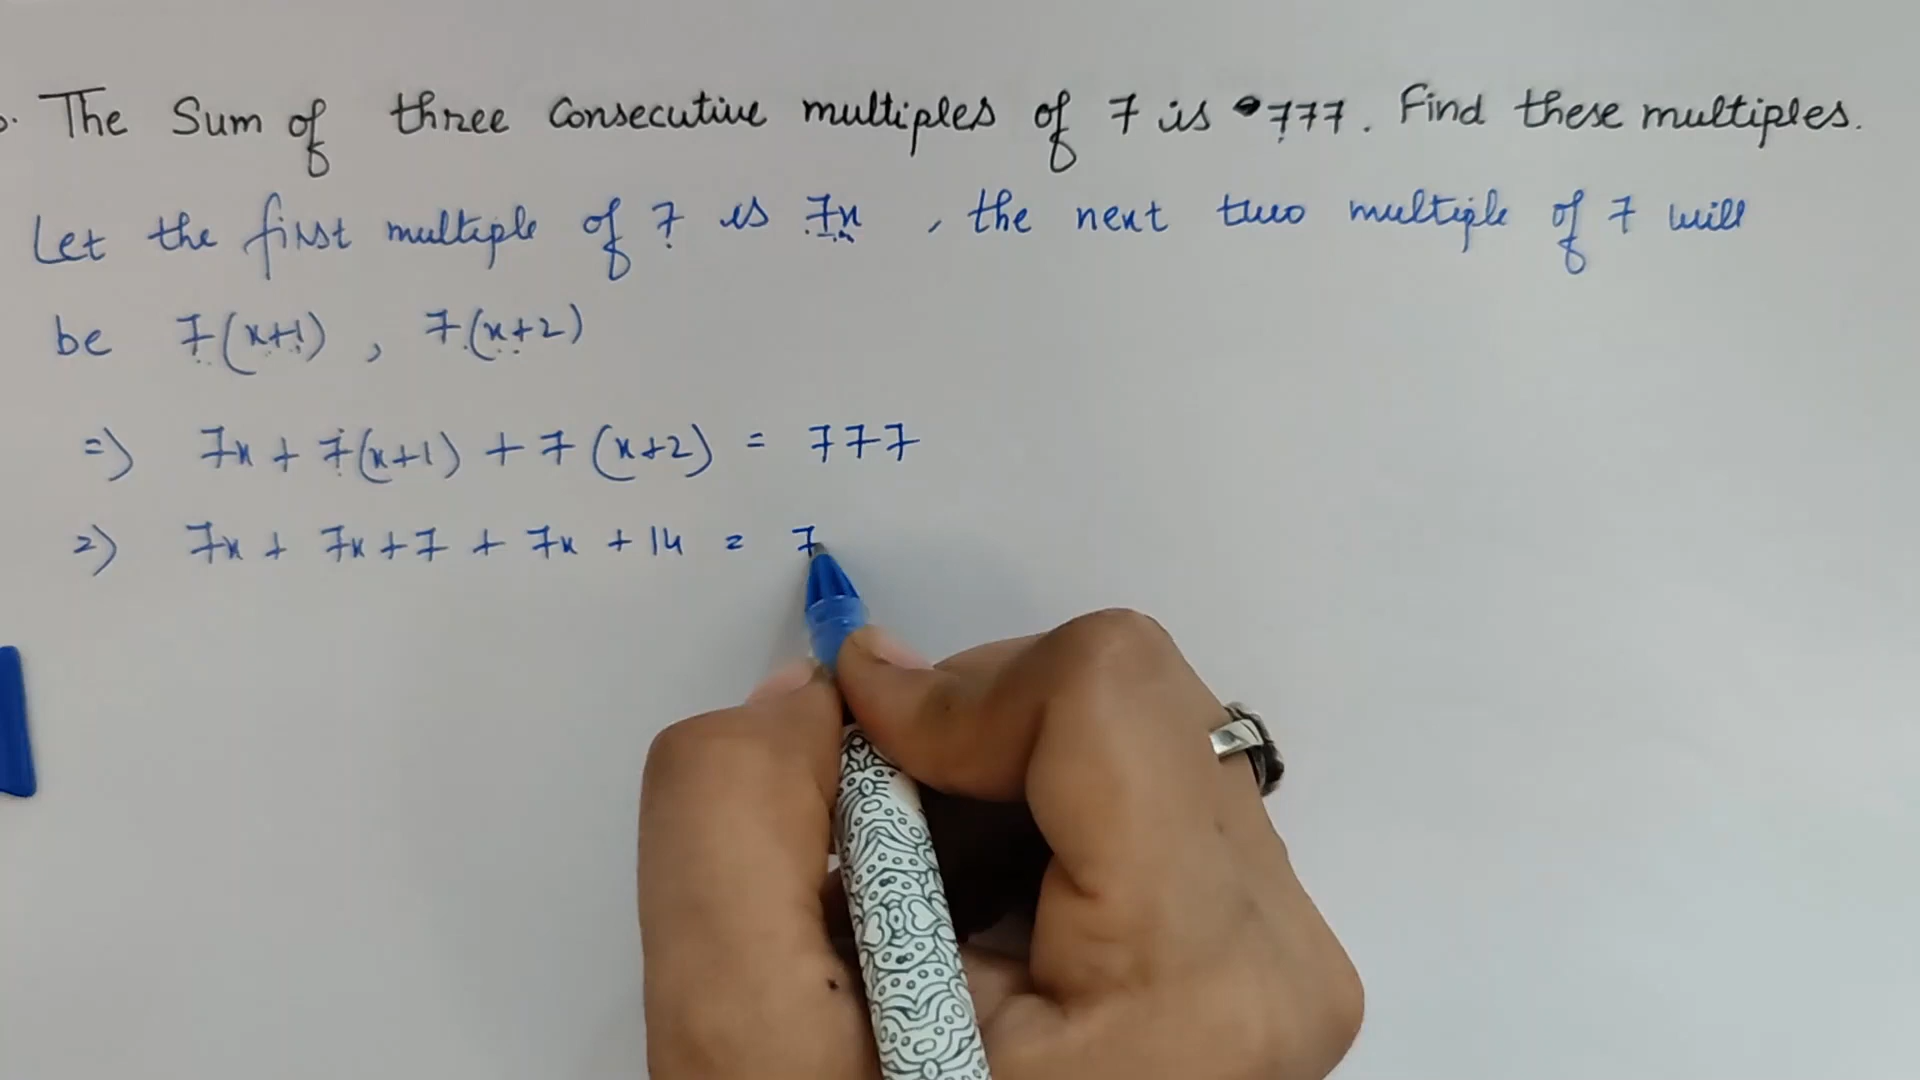 The Sum of three consecutive multiples of 7 is 777. Find these multiples.
Let the first multiple of 7 is 7x , the next two multiple of 7 will
be 7(x+1) , 7(x+2)
=) 7x + 7(x+1) + 7 (x+2) = 777
=) 7x + 7x + 7 + 7x + 14 = 7